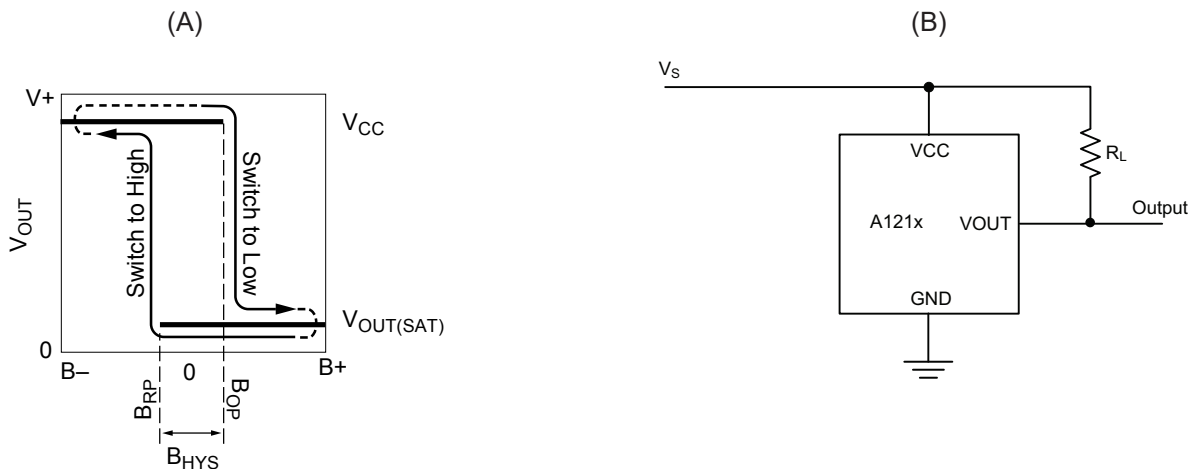 (A)
V+
VCC
Switch to High
Switch to Low
VOUT
VOUT(SAT)
0
B–
0
B+
BRP
BOP
BHYS
(B)
VS
VCC
RL
A121x
VOUT
Output
GND